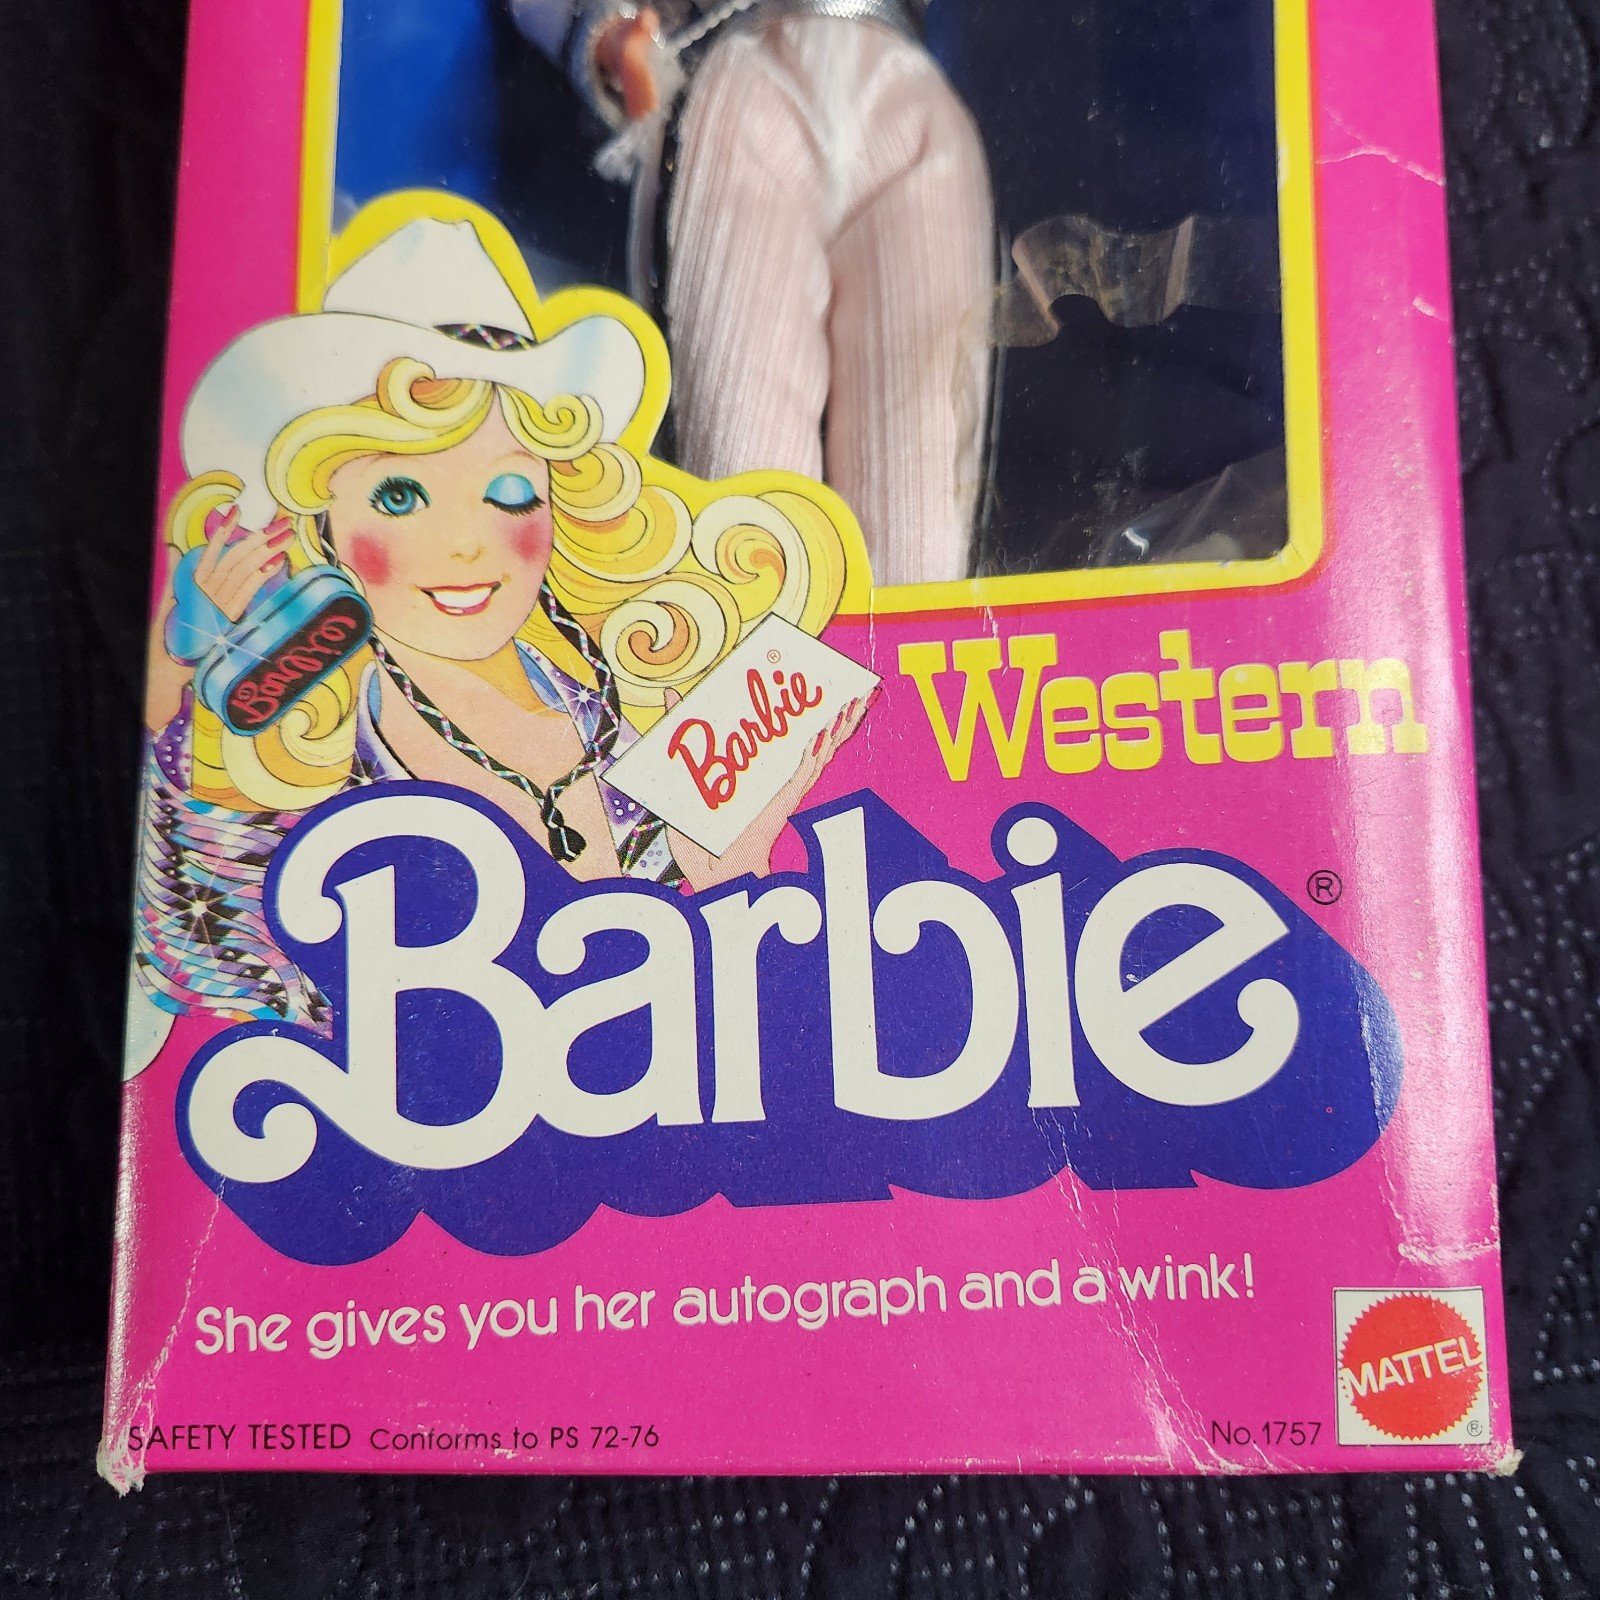 Barbie
Barbie ®
Western
Barbie ®
She gives you her autograph and a wink!
SAFETY TESTED Conforms to PS 72-76
No.1757
MATTEL ®